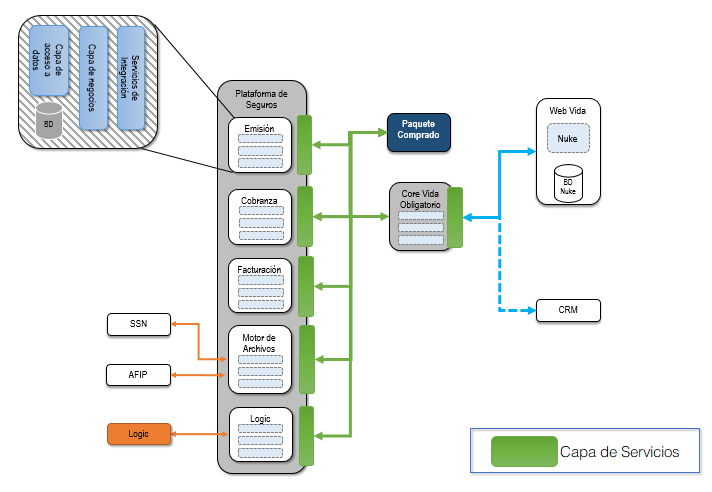 Capa de
acceso a
datos
Capa de negocios
Servicios de
Integración
BD
Plataforma de
Seguros
Emisión
Cobranza
Facturación
Motor de
Archivos
Logic
SSN
AFIP
Logic
Paquete
Comprado
Core Vida
Obligatorio
Web Vida
Nuke
BD
Nuke
CRM
Capa de Servicios